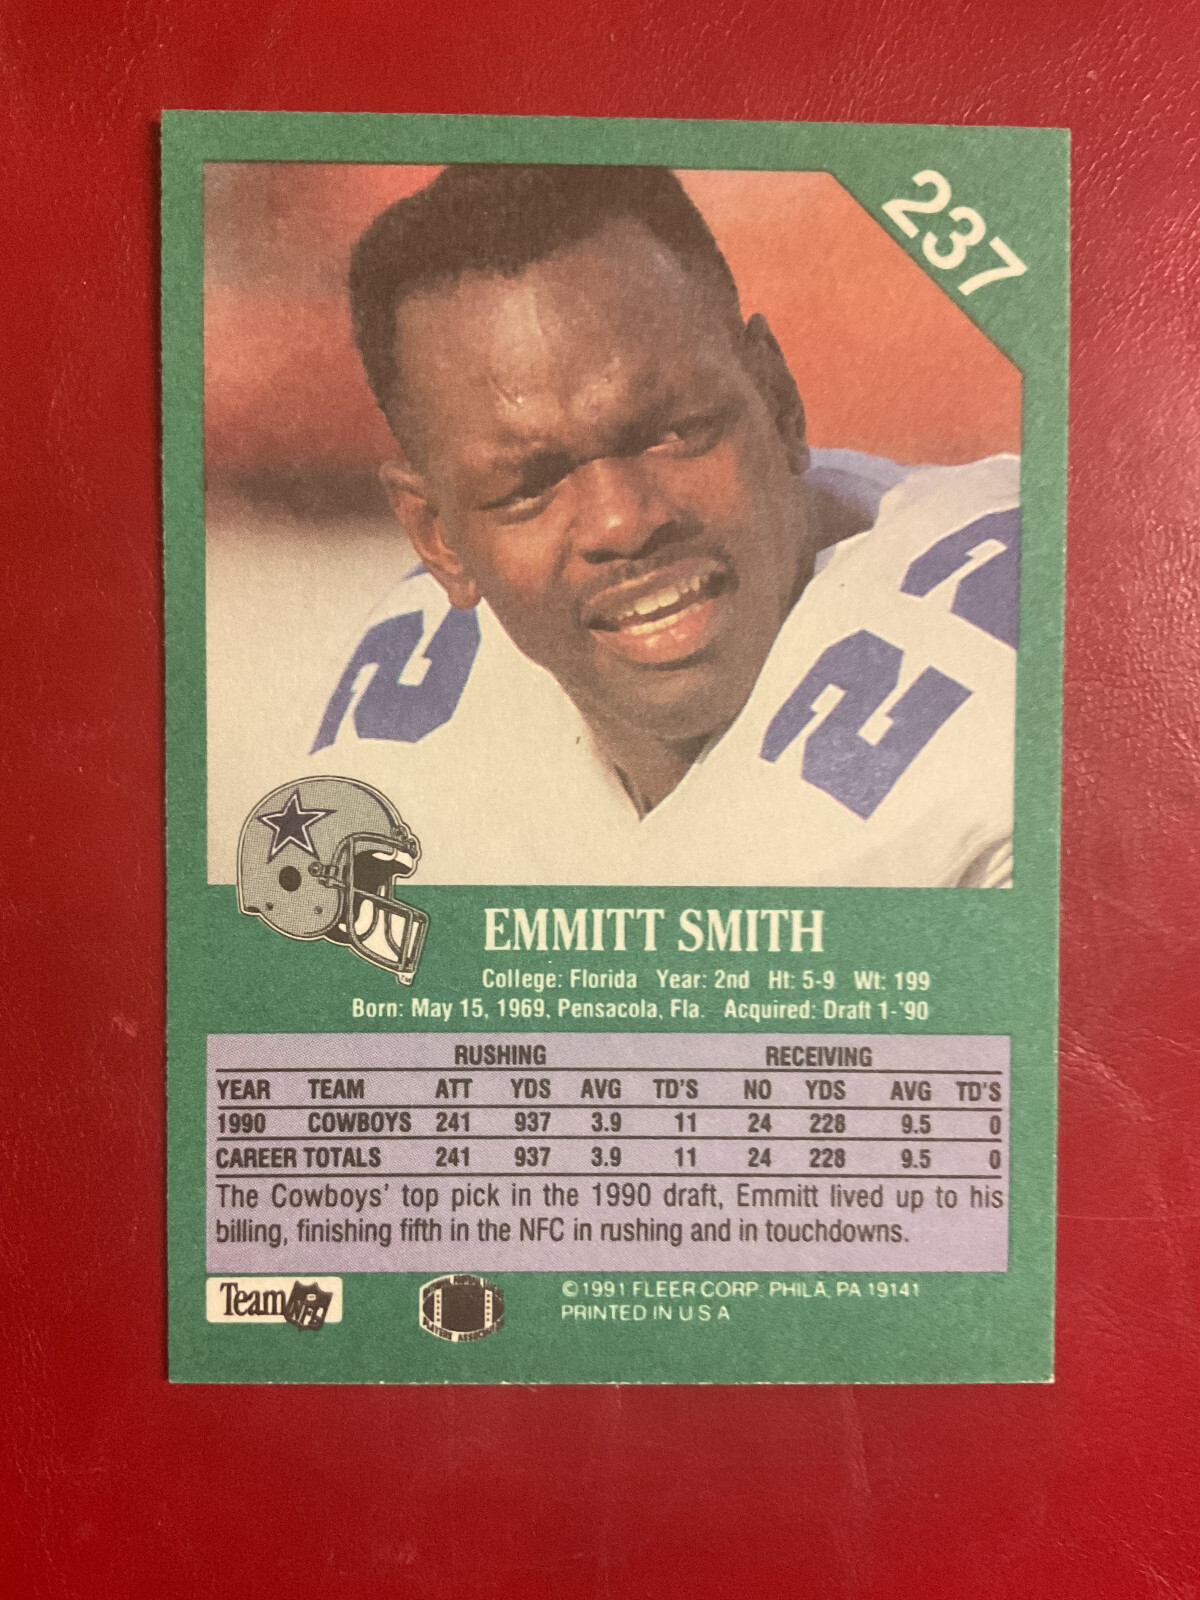 237
2
22
EMMITT SMITH
College: Florida Year: 2nd Ht: 5-9 Wt: 199
Born: May 15, 1969, Pensacola, Fla. Acquired: Draft 1-'90
RUSHING RECEIVING
YEAR TEAM ATT YDS AVG TD'S NO YDS AVG TD'S
1990 COWBOYS 241 937 3.9 11 24 228 9.5 0
CAREER TOTALS 241 937 3.9 11 24 228 9.5 0
The Cowboys' top pick in the 1990 draft, Emmitt lived up to his
billing, finishing fifth in the NFC in rushing and in touchdowns.
Team NFL
PLAYERS
©1991 FLEER CORP. PHILA, PA 19141
PRINTED IN U S A